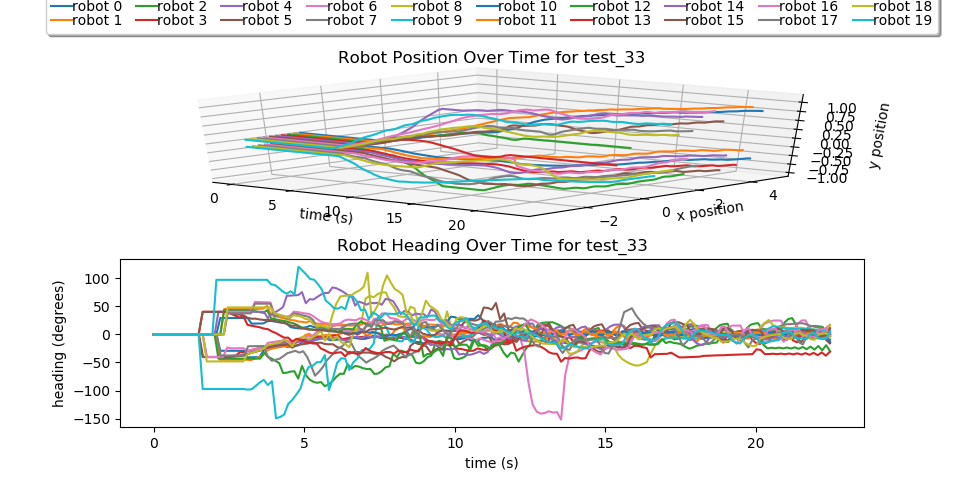 robot 0 robot 2 robot 4 robot 6 robot 8 robot 10 robot 12 robot 14 robot 16 robot 18
robot 1 robot 3 robot 5 robot 7 robot 9 robot 11 robot 13 robot 15 robot 17 robot 19
Robot Position Over Time for test_33
1.00
0.75
0.50
0.25
0.00
−0.25
−0.50
−0.75
−1.00
y position
0 5 10 15 20
time (s)
−2 0 2 4
x position
Robot Heading Over Time for test_33
100
50
0
−50
−100
−150
heading (degrees)
0 5 10 15 20
time (s)